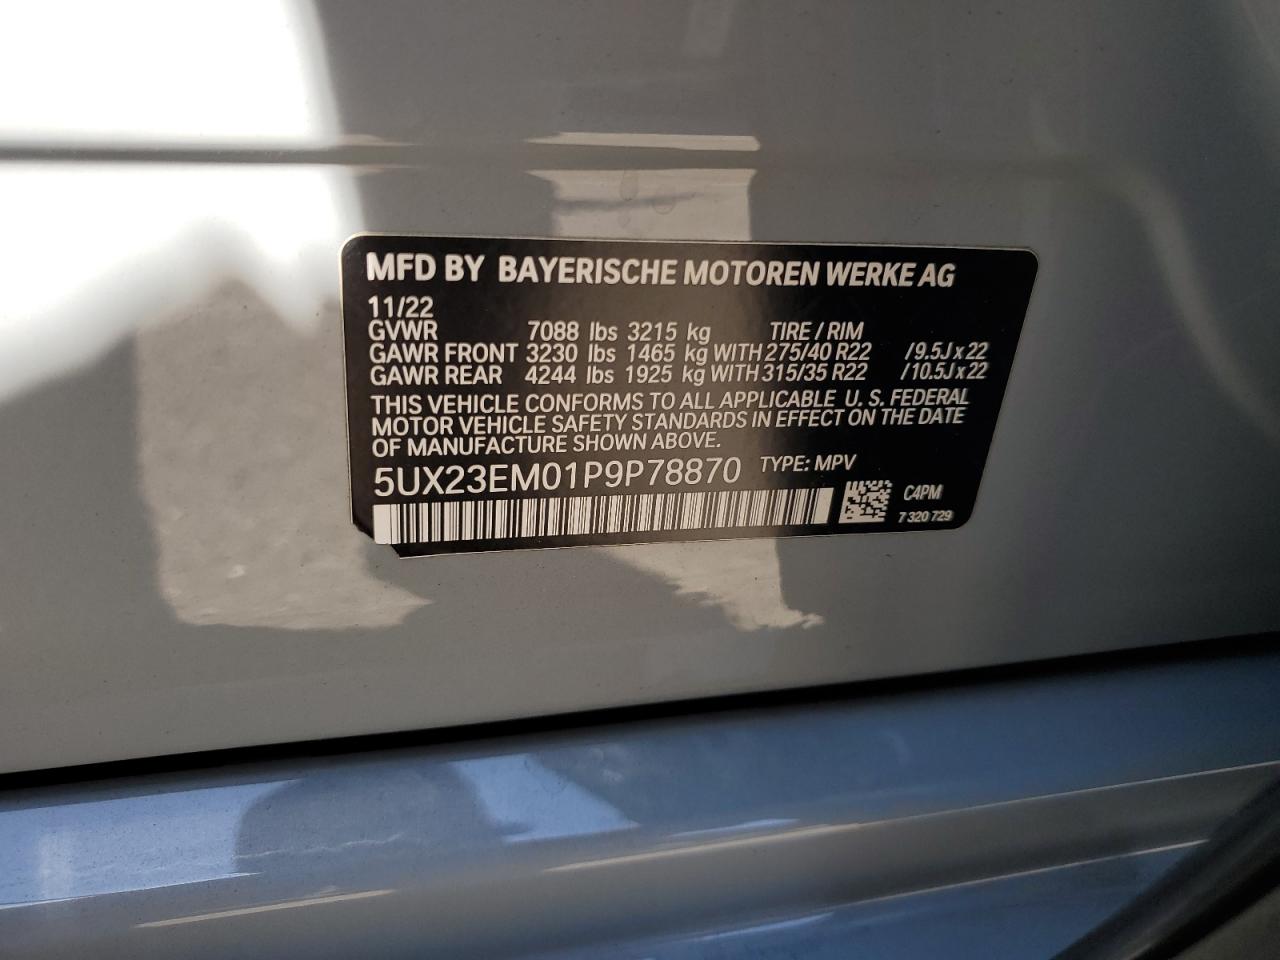 MFD BY BAYERISCHE MOTOREN WERKE AG
11/22
GVWR 7088 lbs 3215 kg TIRE / RIM
GAWR FRONT 3230 lbs 1465 kg WITH 275/40 R22 /9.5J x 22
GAWR REAR 4244 lbs 1925 kg WITH 315/35 R22 /10.5J x 22
THIS VEHICLE CONFORMS TO ALL APPLICABLE U. S. FEDERAL
MOTOR VEHICLE SAFETY STANDARDS IN EFFECT ON THE DATE
OF MANUFACTURE SHOWN ABOVE.
5UX23EM01P9P78870 TYPE: MPV
C4PM
7 320 729